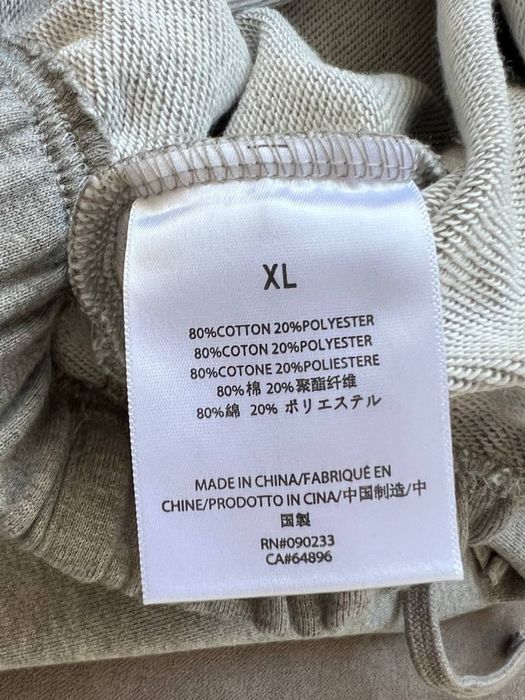 XL
80%COTTON 20%POLYESTER
80%COTON 20%POLYESTER
80%COTONE 20%POLIESTERE
80%棉 20%聚酯纤维
80%綿 20% ポリエステル
MADE IN CHINA/FABRIQUÉ EN
CHINE/PRODOTTO IN CINA/中国制造/中
国製
RN#090233
CA#64896